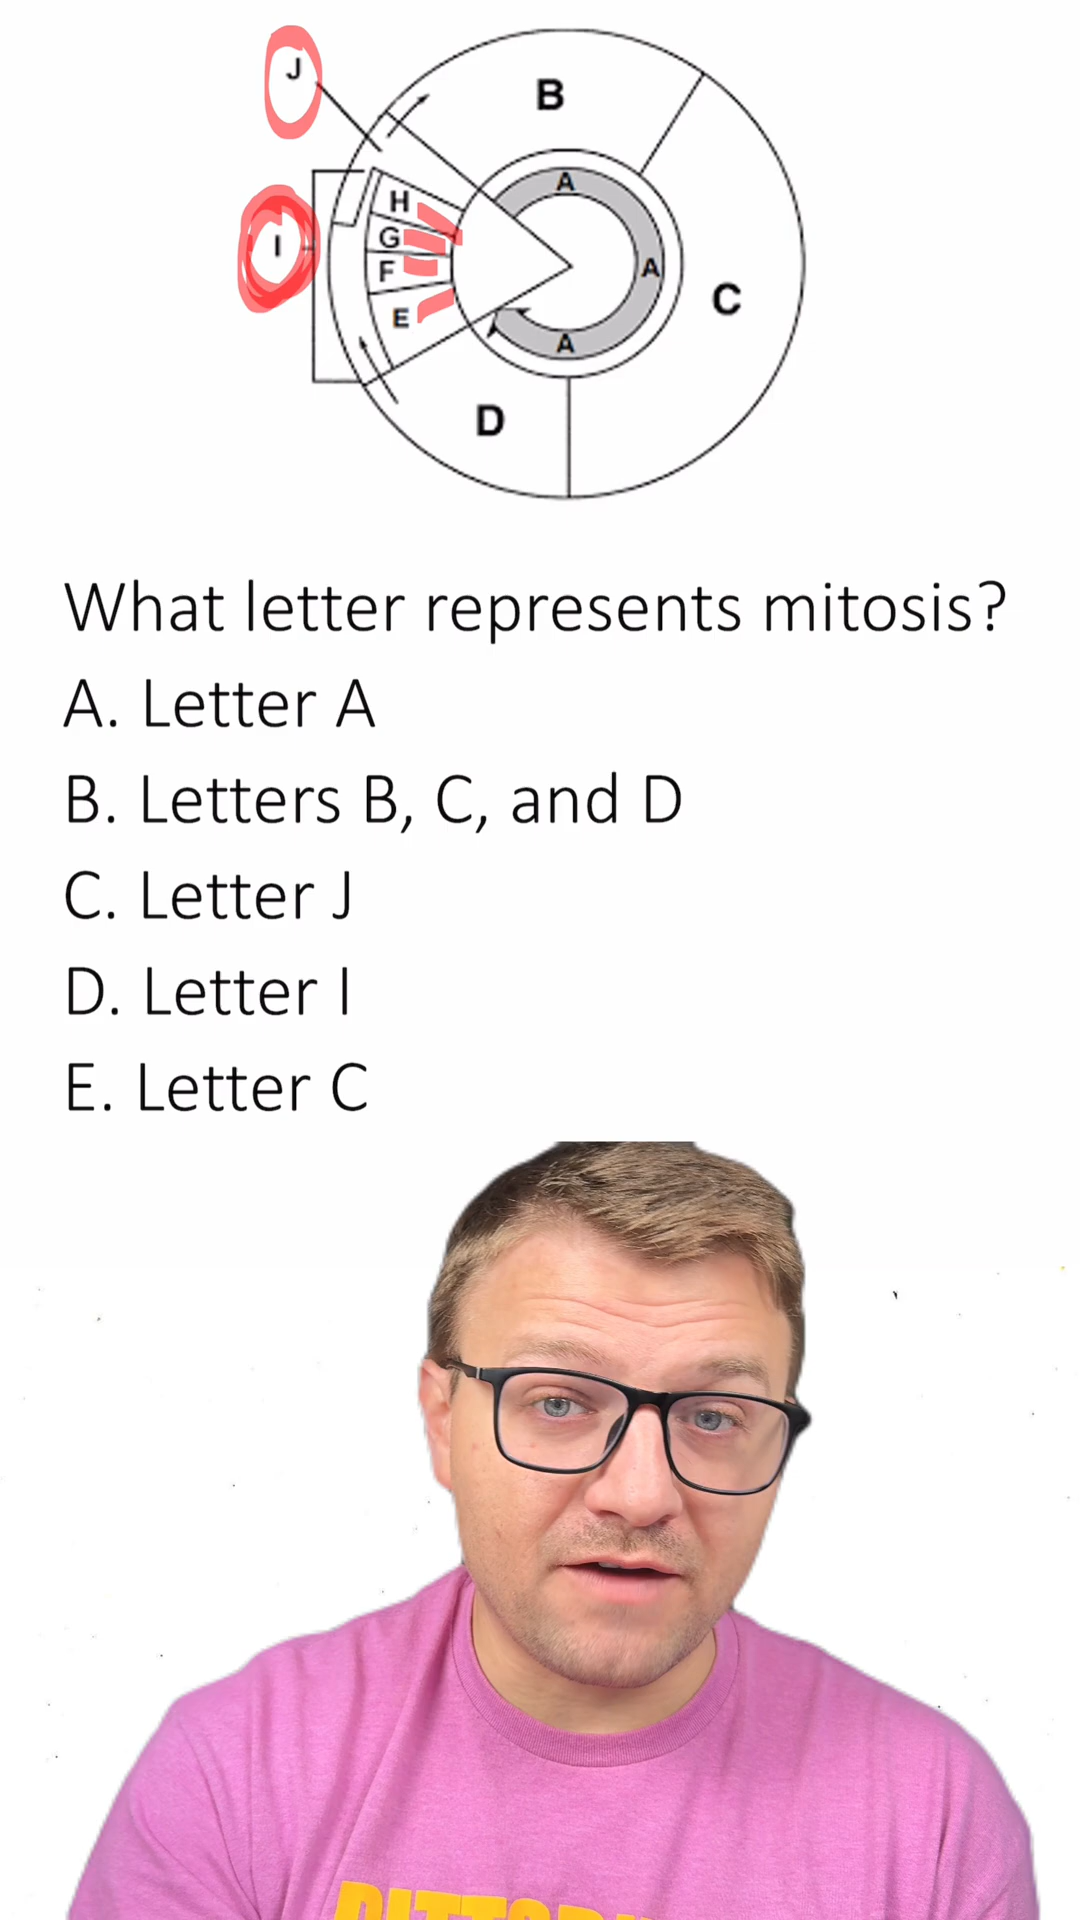 J
B
H
I
G
F
E
A
A
A
C
D
What letter represents mitosis?
A. Letter A
B. Letters B, C, and D
C. Letter J
D. Letter I
E. Letter C